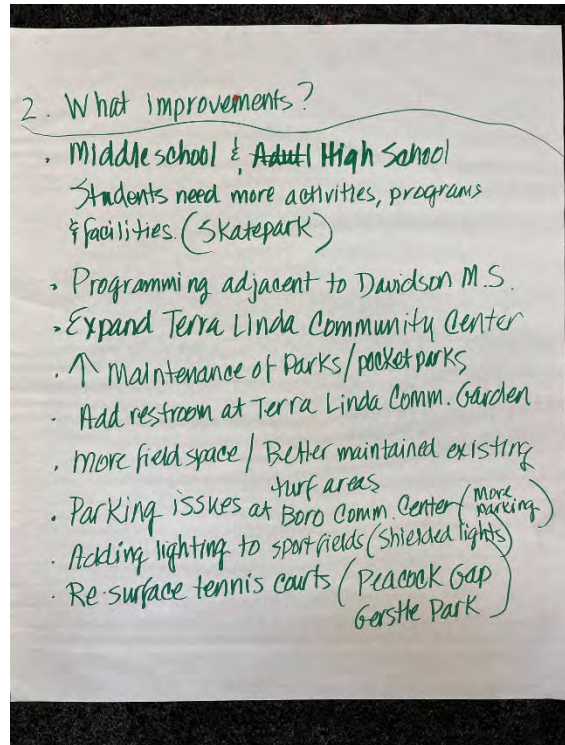 2. What improvements?
· Middle school & Adult High School
Students need more activities, programs
& facilities. (Skatepark)
· Programming adjacent to Davidson M.S.
· Expand Terra Linda Community Center
· ↑ Maintenance of Parks/pocket parks
· Add restroom at Terra Linda Comm. Garden
· More field space / Better maintained existing
turf areas
· Parking issues at Boro Comm. Center (more
parking)
· Adding lighting to sportfields (Shielded lights)
· Re-surface tennis courts (Peacock Gap
Gerstle Park)